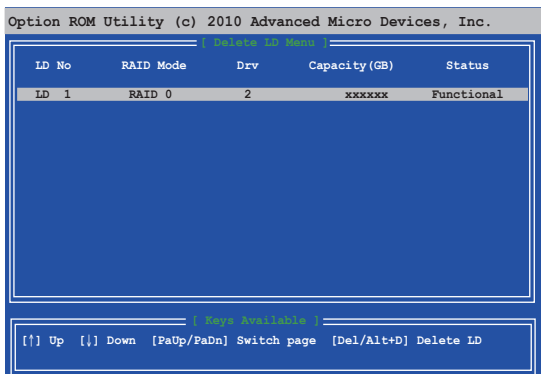 Option ROM Utility (c) 2010 Advanced Micro Devices, Inc.
[ Delete LD Menu ]
LD No RAID Mode Drv Capacity(GB) Status
LD 1 RAID 0 2 xxxxxx Functional
[ Keys Available ]
[↑] Up [↓] Down [PaUp/PaDn] Switch page [Del/Alt+D] Delete LD